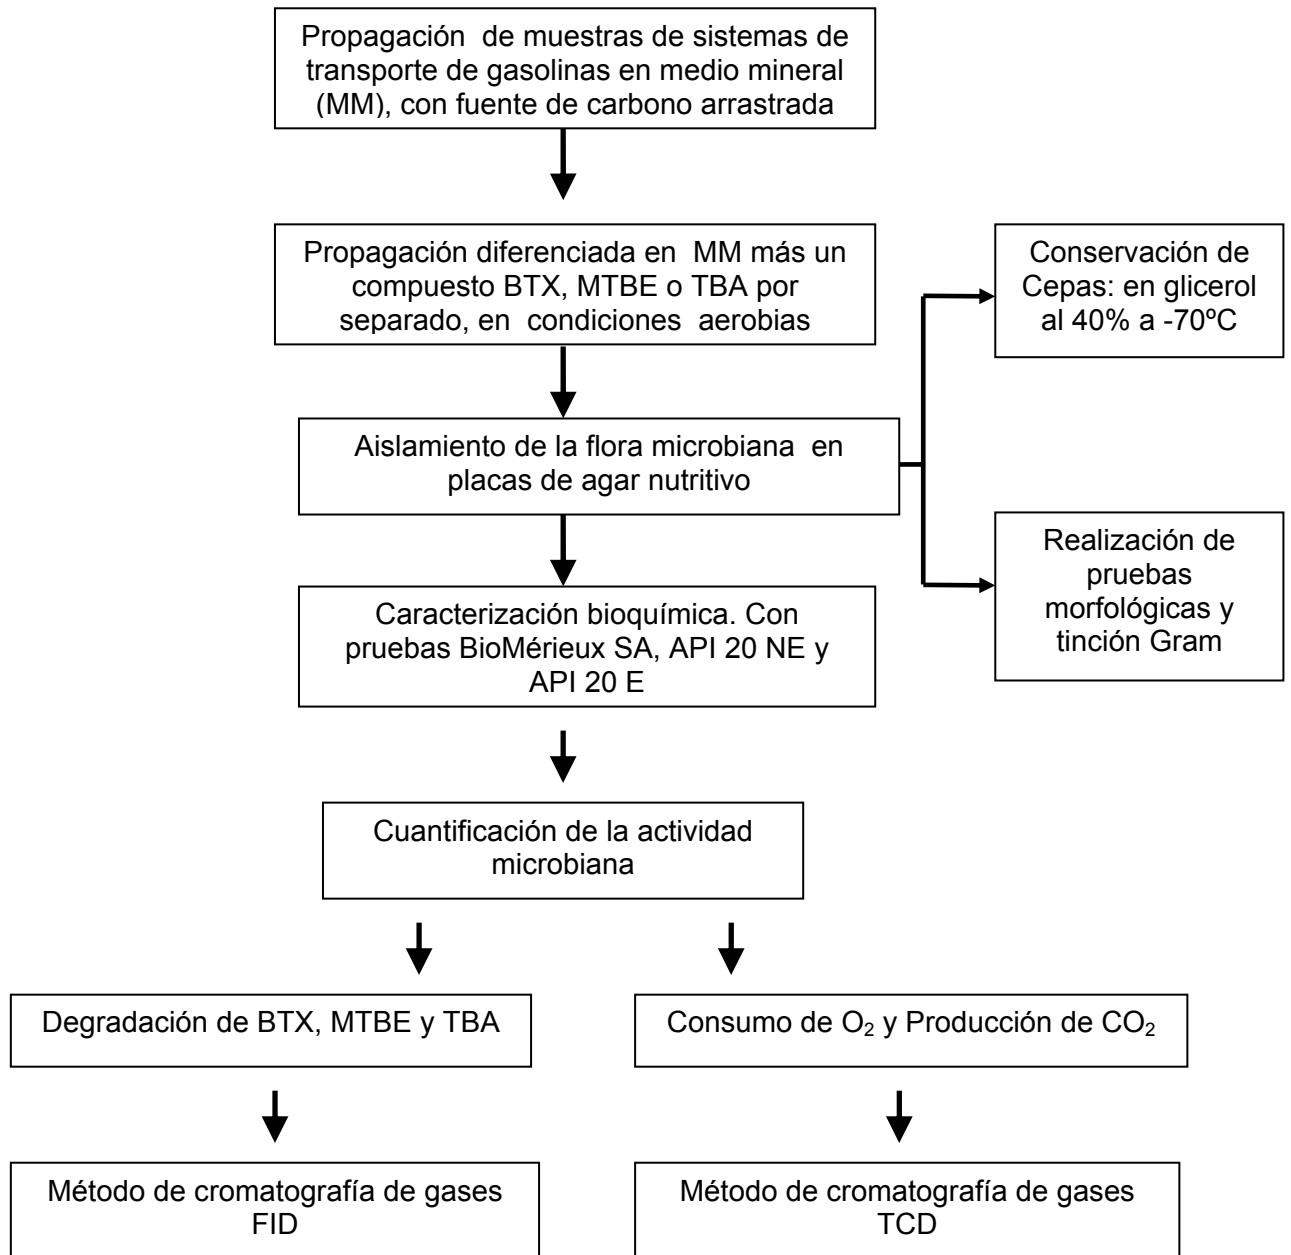 Propagación de muestras de sistemas de
transporte de gasolinas en medio mineral
(MM), con fuente de carbono arrastrada
Propagación diferenciada en MM más un
compuesto BTX, MTBE o TBA por
separado, en condiciones aerobias
Conservación de
Cepas: en glicerol
al 40% a -70ºC
Aislamiento de la flora microbiana en
placas de agar nutritivo
Realización de
pruebas
morfológicas y
tinción Gram
Caracterización bioquímica. Con
pruebas BioMérieux SA, API 20 NE y
API 20 E
Cuantificación de la actividad
microbiana
Degradación de BTX, MTBE y TBA
Consumo de O₂ y Producción de CO₂
Método de cromatografía de gases
FID
Método de cromatografía de gases
TCD